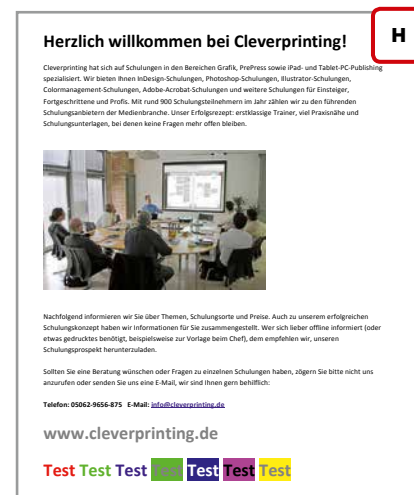 Herzlich willkommen bei Cleverprinting!
H
Cleverprinting hat sich auf Schulungen in den Bereichen Grafik, PrePress sowie iPad- und Tablet-PC-Publishing
spezialisiert. Wir bieten Ihnen InDesign-Schulungen, Photoshop-Schulungen, Illustrator-Schulungen,
Colormanagement-Schulungen, Adobe-Acrobat-Schulungen und weitere Schulungen für Einsteiger,
Fortgeschrittene und Profis. Mit rund 900 Schulungsteilnehmern im Jahr zählen wir zu den führenden
Schulungsanbietern der Medienbranche. Unser Erfolgsrezept: erstklassige Trainer, viel Praxisnähe und
Schulungsunterlagen, bei denen keine Fragen mehr offen bleiben.
Nachfolgend informieren wir Sie über Themen, Schulungsorte und Preise. Auch zu unserem erfolgreichen
Schulungskonzept haben wir Informationen für Sie zusammengestellt. Wer sich lieber offline informiert (oder
etwas gedrucktes benötigt, beispielsweise zur Vorlage beim Chef), dem empfehlen wir, unseren
Schulungsprospekt herunterzuladen.
Sollten Sie eine Beratung wünschen oder Fragen zu einzelnen Schulungen haben, zögern Sie bitte nicht uns
anzurufen oder senden Sie uns eine E-Mail, wir sind Ihnen gern behilflich:
Telefon: 05062-9656-875 E-Mail: info@cleverprinting.de
www.cleverprinting.de
Test Test Test Test Test Test Test